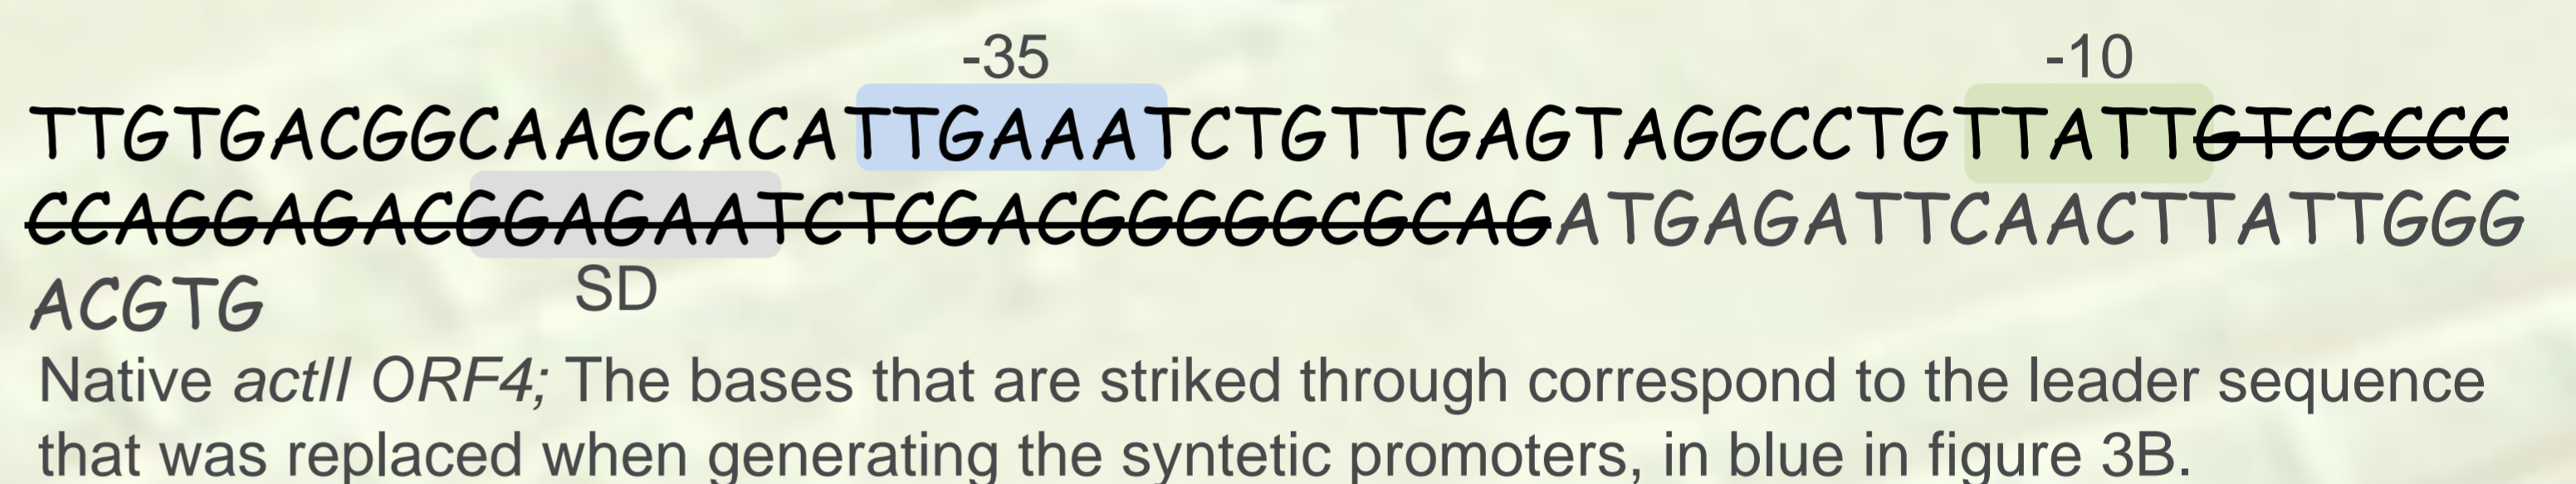 -35 -10
TTGTGACGGCAAGCACATTGAAATCTGTTGAGTAGGCCTGTTATTGTCGCCC
CCAGGAGACGGAGAATCTCGACGGGGGCGCAGATGAGATTCAACTTATTGGG
ACGTG SD
Native actII ORF4; The bases that are striked through correspond to the leader sequence
that was replaced when generating the syntetic promoters, in blue in figure 3B.